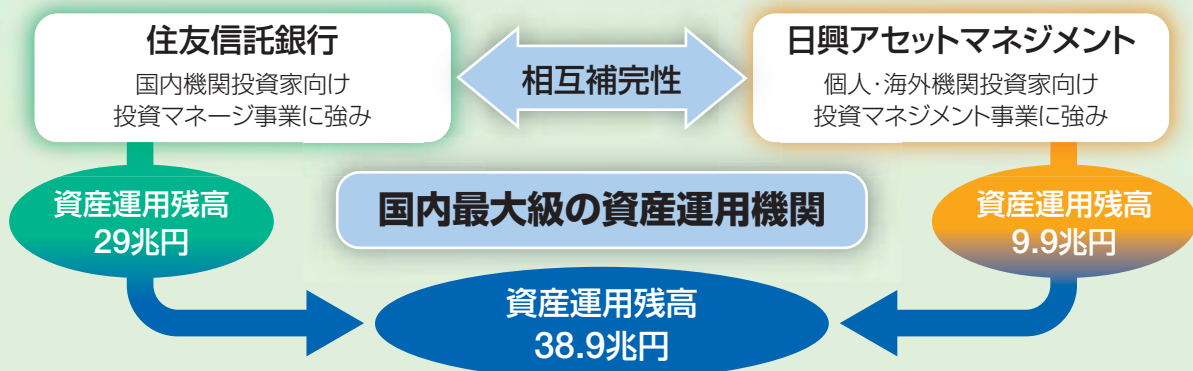 住友信託銀行
国内機関投資家向け
投資マネージ事業に強み
相互補完性
日興アセットマネジメント
個人・海外機関投資家向け
投資マネジメント事業に強み
資産運用残高
29兆円
国内最大級の資産運用機関
資産運用残高
9.9兆円
資産運用残高
38.9兆円